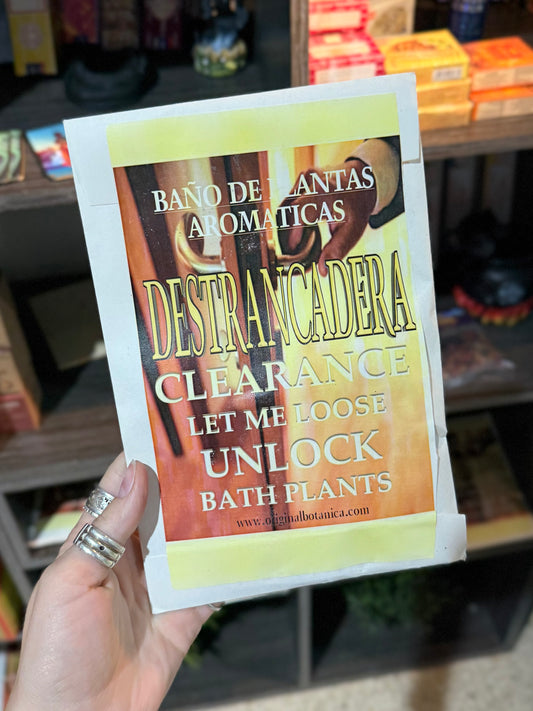 BAÑO DE PLANTAS
AROMATICAS
DESTRANCADERA
CLEARANCE
LET ME LOOSE
UNLOCK
BATH PLANTS
www.originalbotanica.com